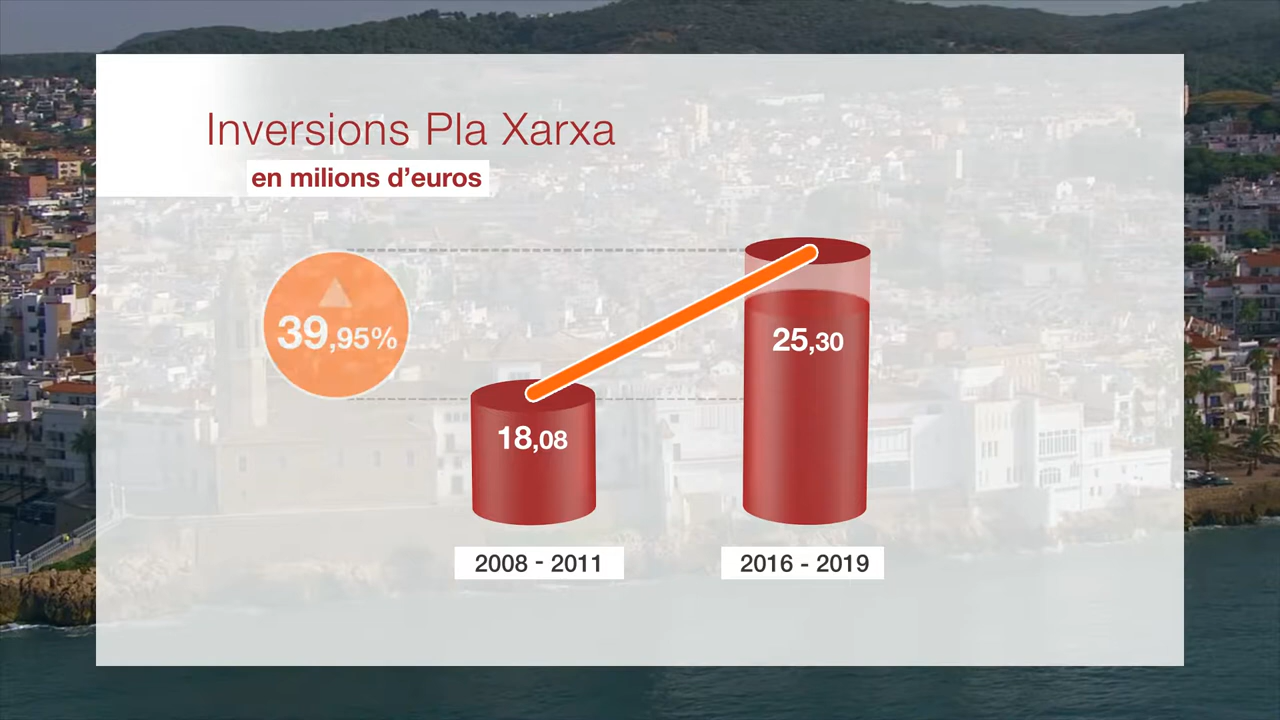 Inversions Pla Xarxa
en milions d’euros
39,95%
25,30
18,08
2008 - 2011
2016 - 2019